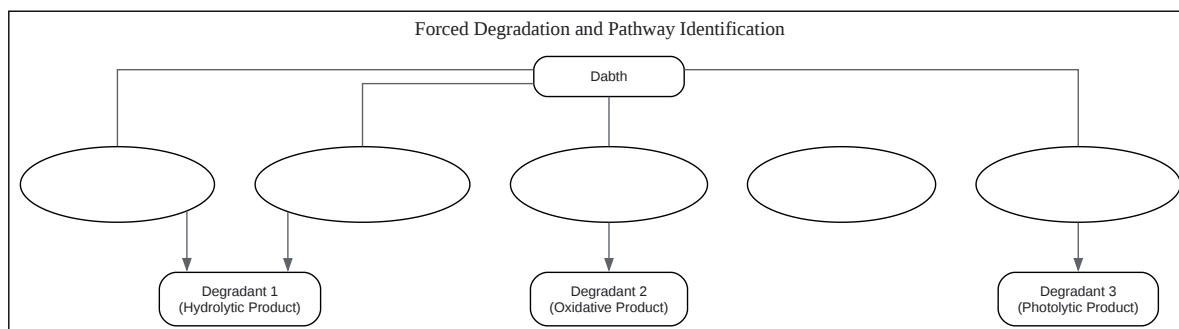 Forced Degradation and Pathway Identification
Dabth
Degradant 1
(Hydrolytic Product)
Degradant 2
(Oxidative Product)
Degradant 3
(Photolytic Product)